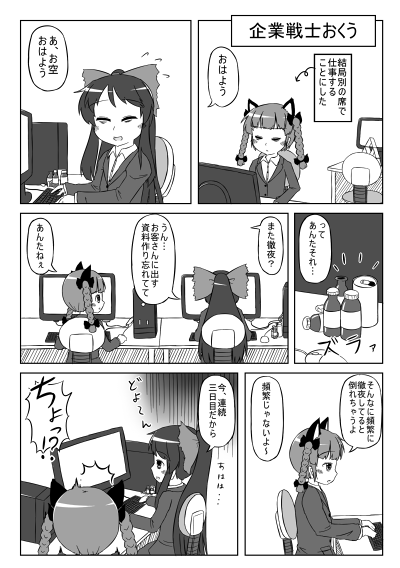 企業戦士おくう
結局別の席で
仕事する
ことにした
おはよう
あ、お空
おはよう
って
あんたそれ…
ズラァ
また徹夜？
うん…
お客さんに出す
資料作り忘れてて
あんたねぇ
そんなに頻繁に
徹夜してると
倒れちゃうよ
頻繁じゃないよ〜
今、連続
三日目だから
ちはは…
どよ〜ん
ちょっ!?